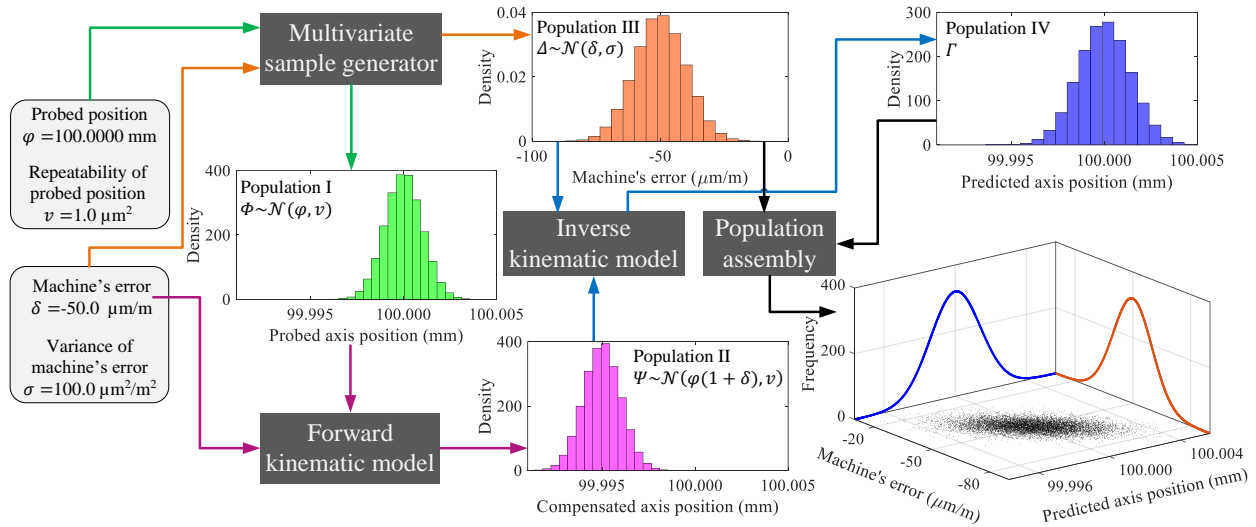 Probed position
φ =100.0000 mm
Repeatability of
probed position
v =1.0 µm²
Machine's error
δ =-50.0 µm/m
Variance of
machine's error
σ =100.0 µm²/m²
Multivariate
sample generator
Population I
Φ~𝒩(φ, v)
Density
400
200
0
99.995
100.000
100.005
Probed axis position (mm)
Forward
kinematic model
Population III
Δ~𝒩(δ, σ)
Density
0.04
0.02
0
-100
-50
0
Machine's error (µm/m)
Inverse
kinematic model
Population II
Ψ~𝒩(φ(1 + δ), v)
Density
400
200
0
99.995
100.000
100.005
Compensated axis position (mm)
Population IV
Γ
Density
300
200
100
0
99.995
100.000
100.005
Predicted axis position (mm)
Population
assembly
Frequency
400
300
200
100
0
-20
-50
-80
Machine's error (µm/m)
99.996
100.000
100.004
Predicted axis position (mm)